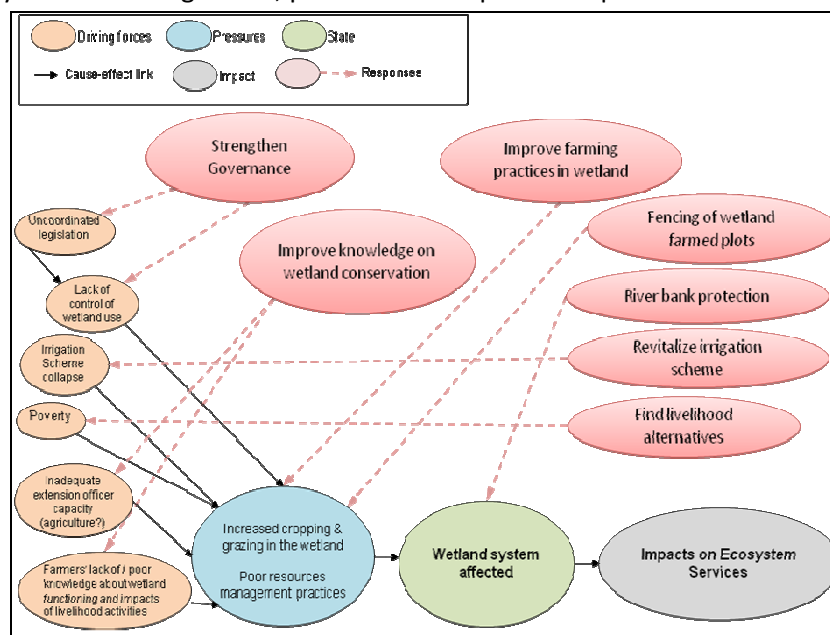 Driving forces
Pressures
State
Cause-effect link
Impact
Responses
Strengthen
Governance
Improve farming
practices in wetland
Uncoordinated
legislation
Fencing of wetland
farmed plots
Improve knowledge on
wetland conservation
Lack of
control of
wetland use
River bank protection
Irrigation
Scheme
collapse
Revitalize irrigation
scheme
Poverty
Find livelihood
alternatives
Inadequate
extension officer
capacity
(agriculture?)
Increased cropping &
grazing in the wetland
Poor resources
management practices
Wetland system
affected
Impacts on Ecosystem
Services
Farmers' lack of / poor
knowledge about wetland
functioning and impacts
of livelihood activities